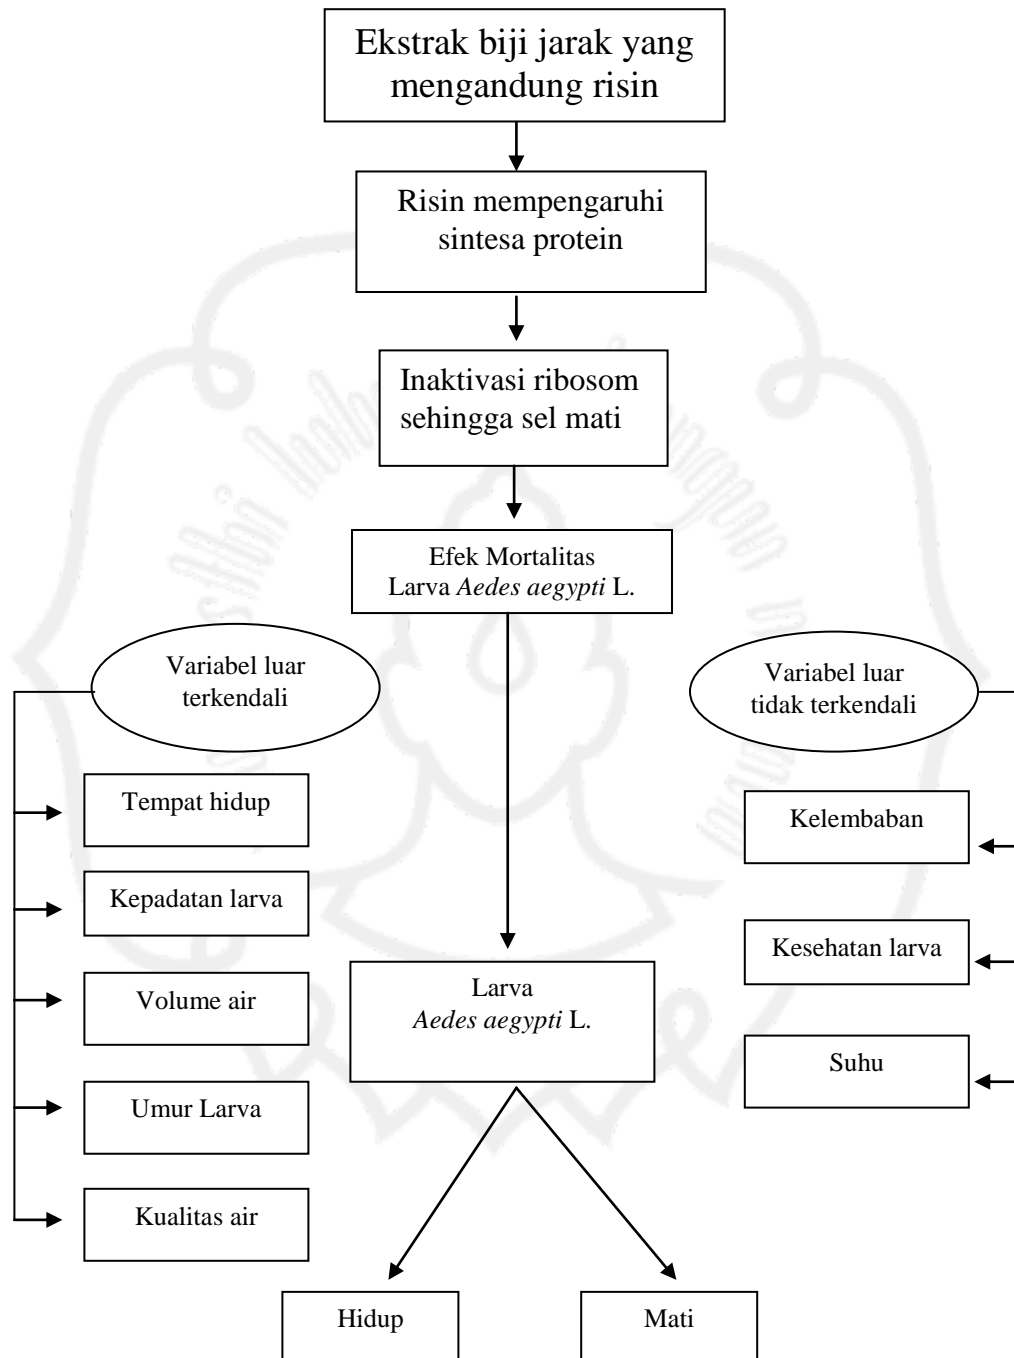 Ekstrak biji jarak yang
mengandung risin
Risin mempengaruhi
sintesa protein
Inaktivasi ribosom
sehingga sel mati
Efek Mortalitas
Larva Aedes aegypti L.
Variabel luar
terkendali
Variabel luar
tidak terkendali
Tempat hidup
Kepadatan larva
Volume air
Umur Larva
Kualitas air
Kelembaban
Kesehatan larva
Suhu
Larva
Aedes aegypti L.
Hidup
Mati